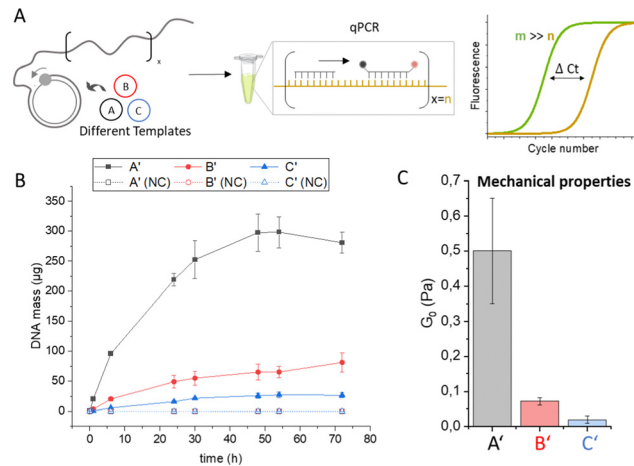 A
x
B
A
C
Different Templates
qPCR
x=n
m >> n
Δ Ct
Fluorescence
Cycle number
B
A' B' C'
A' (NC) B' (NC) C' (NC)
350
300
250
200
150
100
50
0
DNA mass (µg)
0 10 20 30 40 50 60 70 80
time (h)
C
Mechanical properties
0,7
0,6
0,5
0,4
0,3
0,2
0,1
0,0
G₀ (Pa)
A‘ B‘ C‘